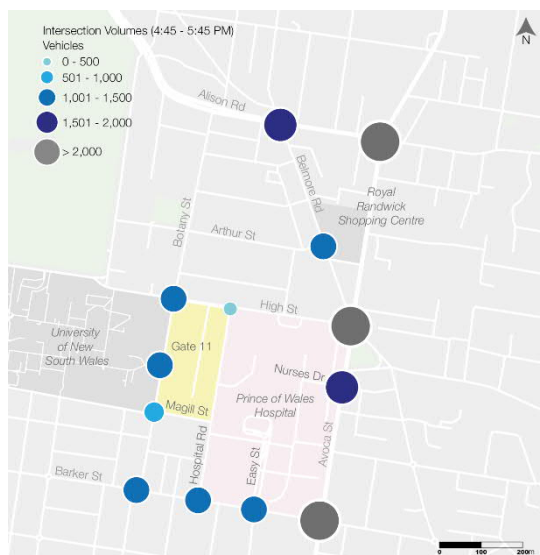 Intersection Volumes (4:45 - 5:45 PM)
Vehicles
0 - 500
501 - 1,000
1,001 - 1,500
1,501 - 2,000
> 2,000
N
Alison Rd
Belmore Rd
Royal
Randwick
Shopping Centre
Botany St
Arthur St
High St
University
of New
South Wales
Gate 11
Nurses Dr
Prince of Wales
Hospital
Magill St
Hospital Rd
Easy St
Avoca St
Barker St
0
100
200m